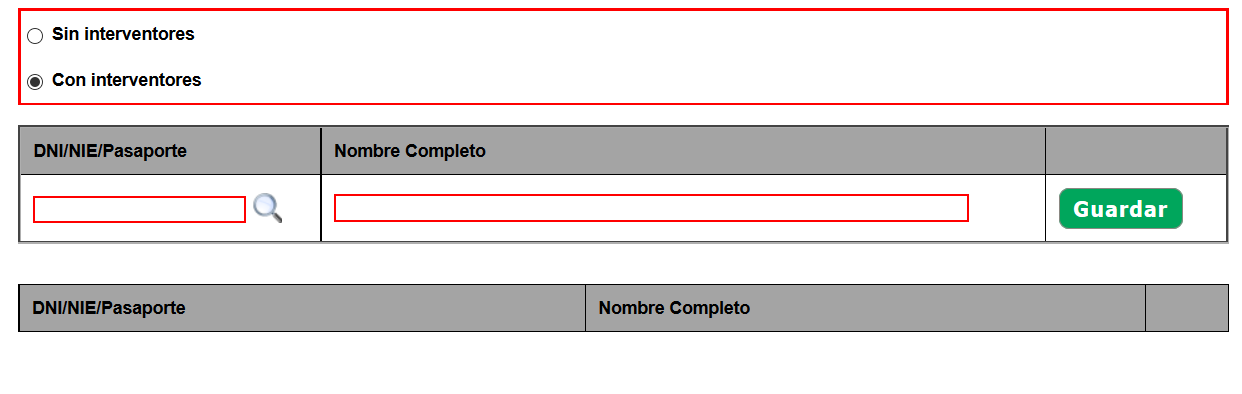 Sin interventores
Con interventores
DNI/NIE/Pasaporte Nombre Completo
Guardar
DNI/NIE/Pasaporte Nombre Completo